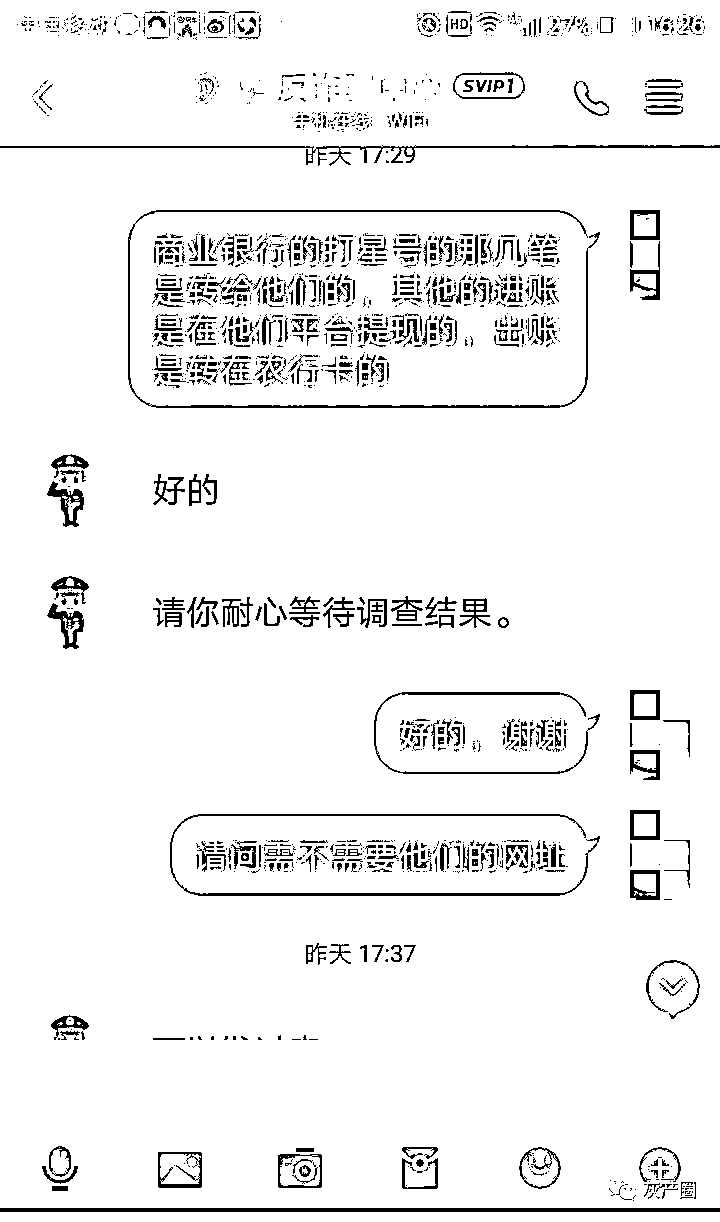 中国移动 HD 27% 16:26
反诈 中心 SVIP1
手机在线 WiFi
昨天 17:29
商业银行的打星号的那几笔
是转给他们的，其他的进账
是在他们平台提现的。出账
是转在农行卡的
好的
请你耐心等待调查结果。
好的，谢谢
请问需不需要他们的网址
昨天 17:37
灰产圈